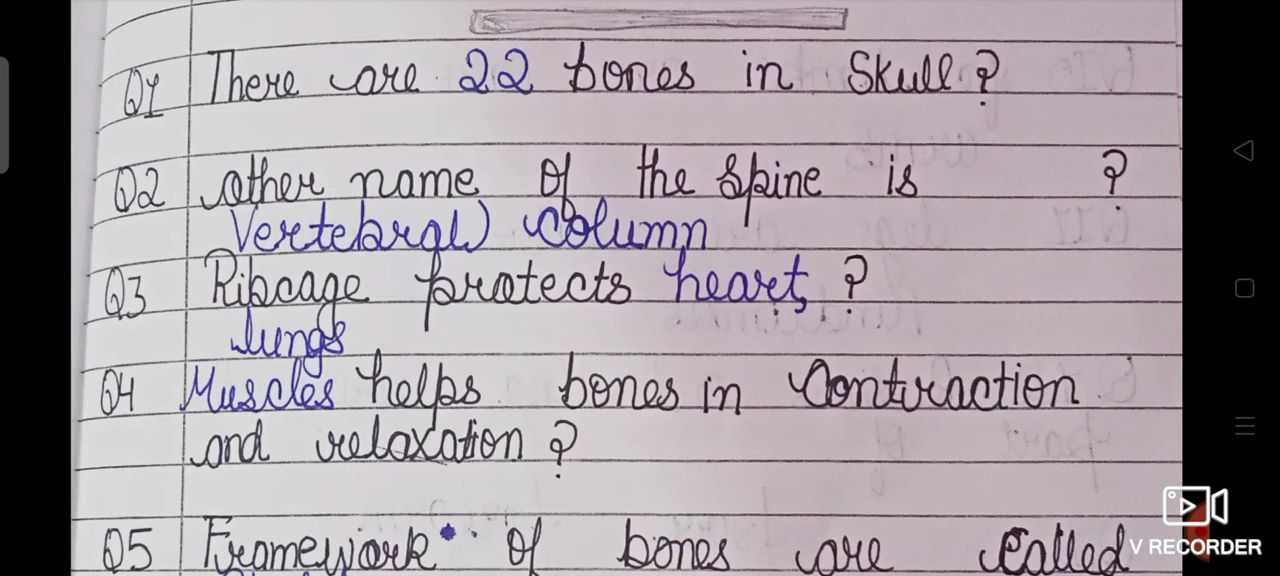 Q1 There are 22 bones in Skull?
Q2 other name of the spine is ?
Vertebral) column
Q3 Ribcage protects heart, ?
lungs
Q4 Muscles helps bones in Contraction
and relaxation?
Q5 Framework of bones are called
V RECORDER